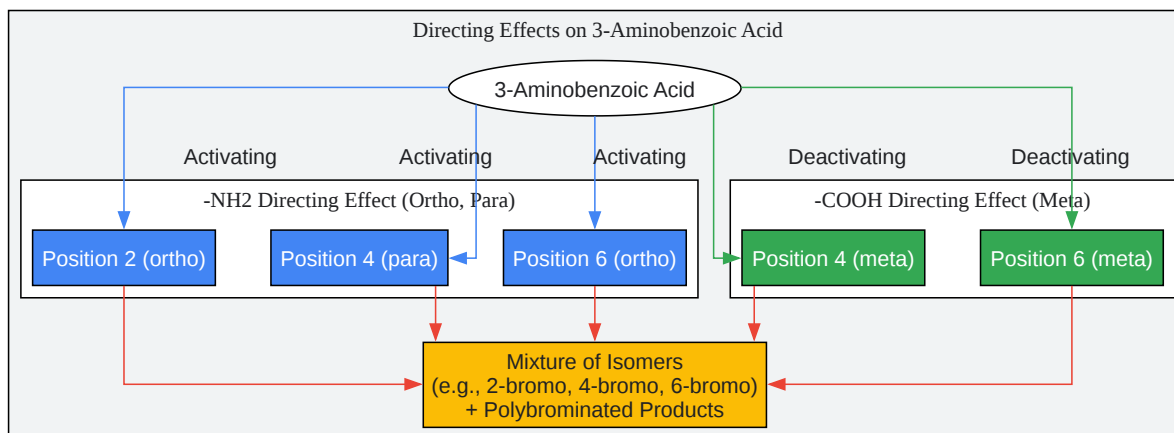 Directing Effects on 3-Aminobenzoic Acid
3-Aminobenzoic Acid
Activating
Activating
Activating
Deactivating
Deactivating
-NH2 Directing Effect (Ortho, Para)
-COOH Directing Effect (Meta)
Position 2 (ortho)
Position 4 (para)
Position 6 (ortho)
Position 4 (meta)
Position 6 (meta)
Mixture of Isomers
(e.g., 2-bromo, 4-bromo, 6-bromo)
+ Polybrominated Products